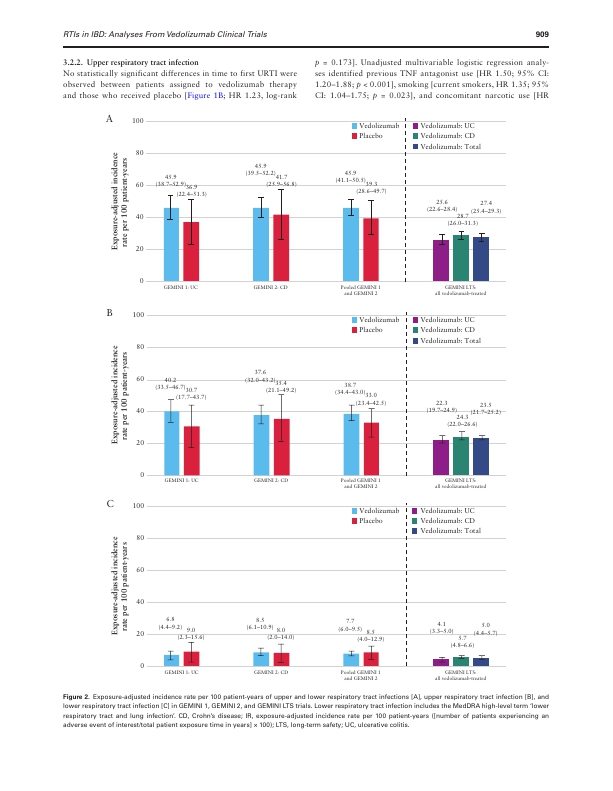 RTIs in IBD: Analyses From Vedolizumab Clinical Trials
909
3.2.2. Upper respiratory tract infection
No statistically significant differences in time to first URTI were
observed between patients assigned to vedolizumab therapy
and those who received placebo [Figure 1B; HR 1.23, log-rank
p = 0.173]. Unadjusted multivariable logistic regression analy-
ses identified previous TNF antagonist use [HR 1.50; 95% CI:
1.20–1.88; p < 0.001], smoking [current smokers, HR 1.35; 95%
CI: 1.04–1.75; p = 0.023], and concomitant narcotic use [HR
A
Exposure-adjusted incidence
rate per 100 patient-years
100
80
60
40
20
0
Vedolizumab
Placebo
Vedolizumab: UC
Vedolizumab: CD
Vedolizumab: Total
45.9
(38.7–52.9)
36.9
(22.4–51.3)
45.9
(39.5–52.2)
41.7
(25.9–56.8)
45.9
(41.1–50.5)
39.3
(28.6–49.7)
25.6
(22.6–28.4)
28.7
(26.0–31.3)
27.4
(25.4–29.3)
GEMINI 1: UC
GEMINI 2: CD
Pooled GEMINI 1
and GEMINI 2
GEMINI LTS:
all vedolizumab-treated
B
Exposure-adjusted incidence
rate per 100 patient-years
100
80
60
40
20
0
Vedolizumab
Placebo
Vedolizumab: UC
Vedolizumab: CD
Vedolizumab: Total
40.2
(33.5–46.7)
30.7
(17.7–43.7)
37.6
(32.0–43.2)
35.4
(21.1–49.2)
38.7
(34.4–43.0)
33.0
(23.4–42.5)
22.3
(19.7–24.9)
24.3
(22.0–26.6)
23.5
(21.7–25.2)
GEMINI 1: UC
GEMINI 2: CD
Pooled GEMINI 1
and GEMINI 2
GEMINI LTS:
all vedolizumab-treated
C
Exposure-adjusted incidence
rate per 100 patient-years
100
80
60
40
20
0
Vedolizumab
Placebo
Vedolizumab: UC
Vedolizumab: CD
Vedolizumab: Total
6.8
(4.4–9.2)
9.0
(2.3–15.6)
8.5
(6.1–10.9)
8.0
(2.0–14.0)
7.7
(6.0–9.3)
8.5
(4.0–12.9)
4.1
(3.3–5.0)
5.7
(4.8–6.6)
5.0
(4.4–5.7)
GEMINI 1: UC
GEMINI 2: CD
Pooled GEMINI 1
and GEMINI 2
GEMINI LTS:
all vedolizumab-treated
Figure 2. Exposure-adjusted incidence rate per 100 patient-years of upper and lower respiratory tract infections [A], upper respiratory tract infection [B], and
lower respiratory tract infection [C] in GEMINI 1, GEMINI 2, and GEMINI LTS trials. Lower respiratory tract infection includes the MedDRA high-level term 'lower
respiratory tract and lung infection'. CD, Crohn's disease; IR, exposure-adjusted incidence rate per 100 patient-years ([number of patients experiencing an
adverse event of interest/total patient exposure time in years] × 100); LTS, long-term safety; UC, ulcerative colitis.